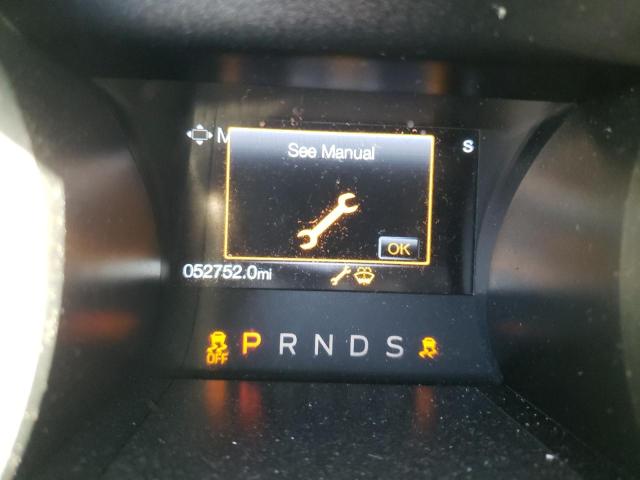 M
See Manual
S
OK
052752.0mi
OFF P R N D S